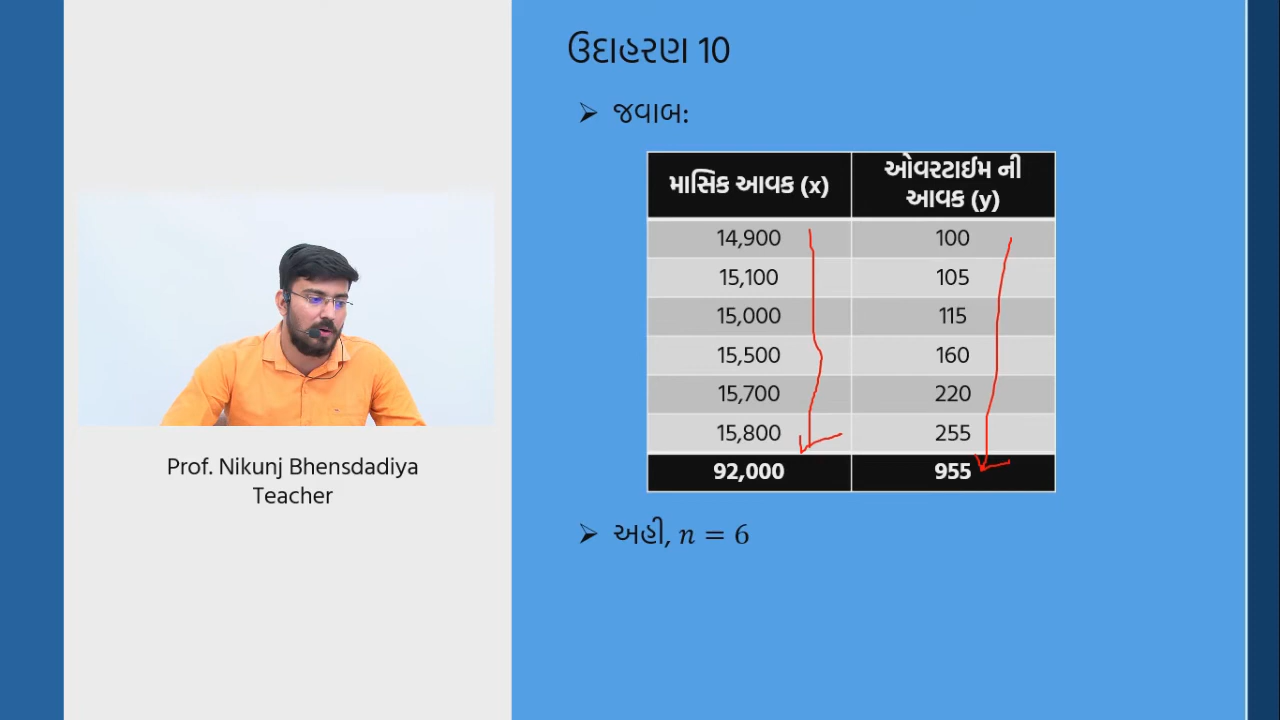 ઉદાહરણ 10
➢ જવાબ:
માસિક આવક (x) ઓવરટાઈમ ની આવક (y)
14,900 100
15,100 105
15,000 115
15,500 160
15,700 220
15,800 255
92,000 955
➢ અહી, n = 6
Prof. Nikunj Bhensdadiya
Teacher